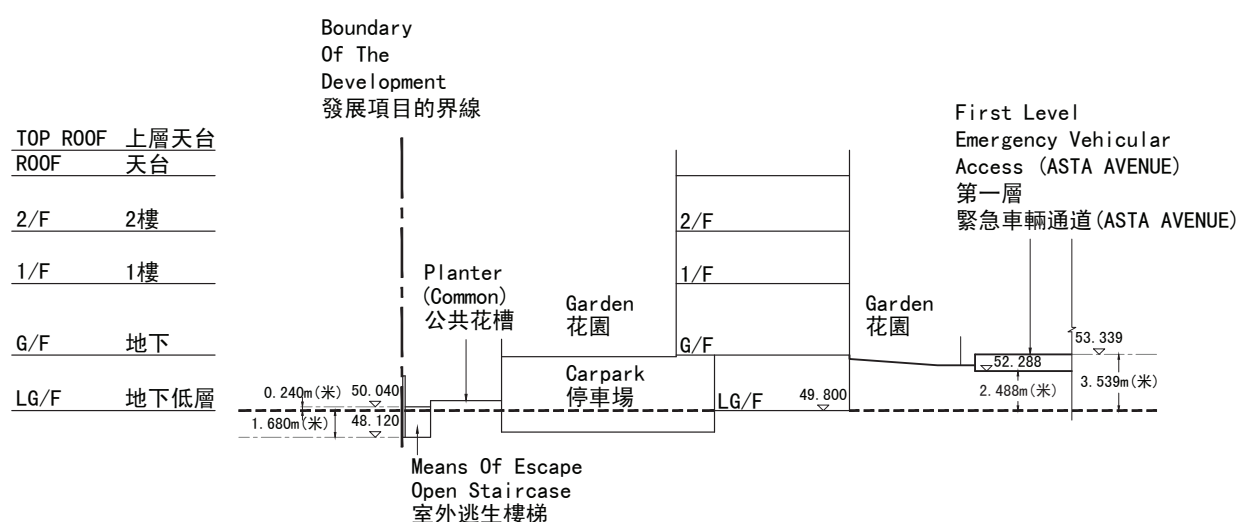 Boundary
Of The
Development
發展項目的界線
First Level
Emergency Vehicular
Access (ASTA AVENUE)
第一層
緊急車輛通道(ASTA AVENUE)
TOP ROOF 上層天台
ROOF 天台
2/F 2樓
1/F 1樓
G/F 地下
LG/F 地下低層
2/F
1/F
G/F
LG/F
Planter
(Common)
公共花槽
Garden
花園
Garden
花園
Carpark
停車場
53.339
52.288
3.539m(米)
2.488m(米)
49.800
0.240m(米) 50.040
1.680m(米) 48.120
Means Of Escape
Open Staircase
室外逃生樓梯